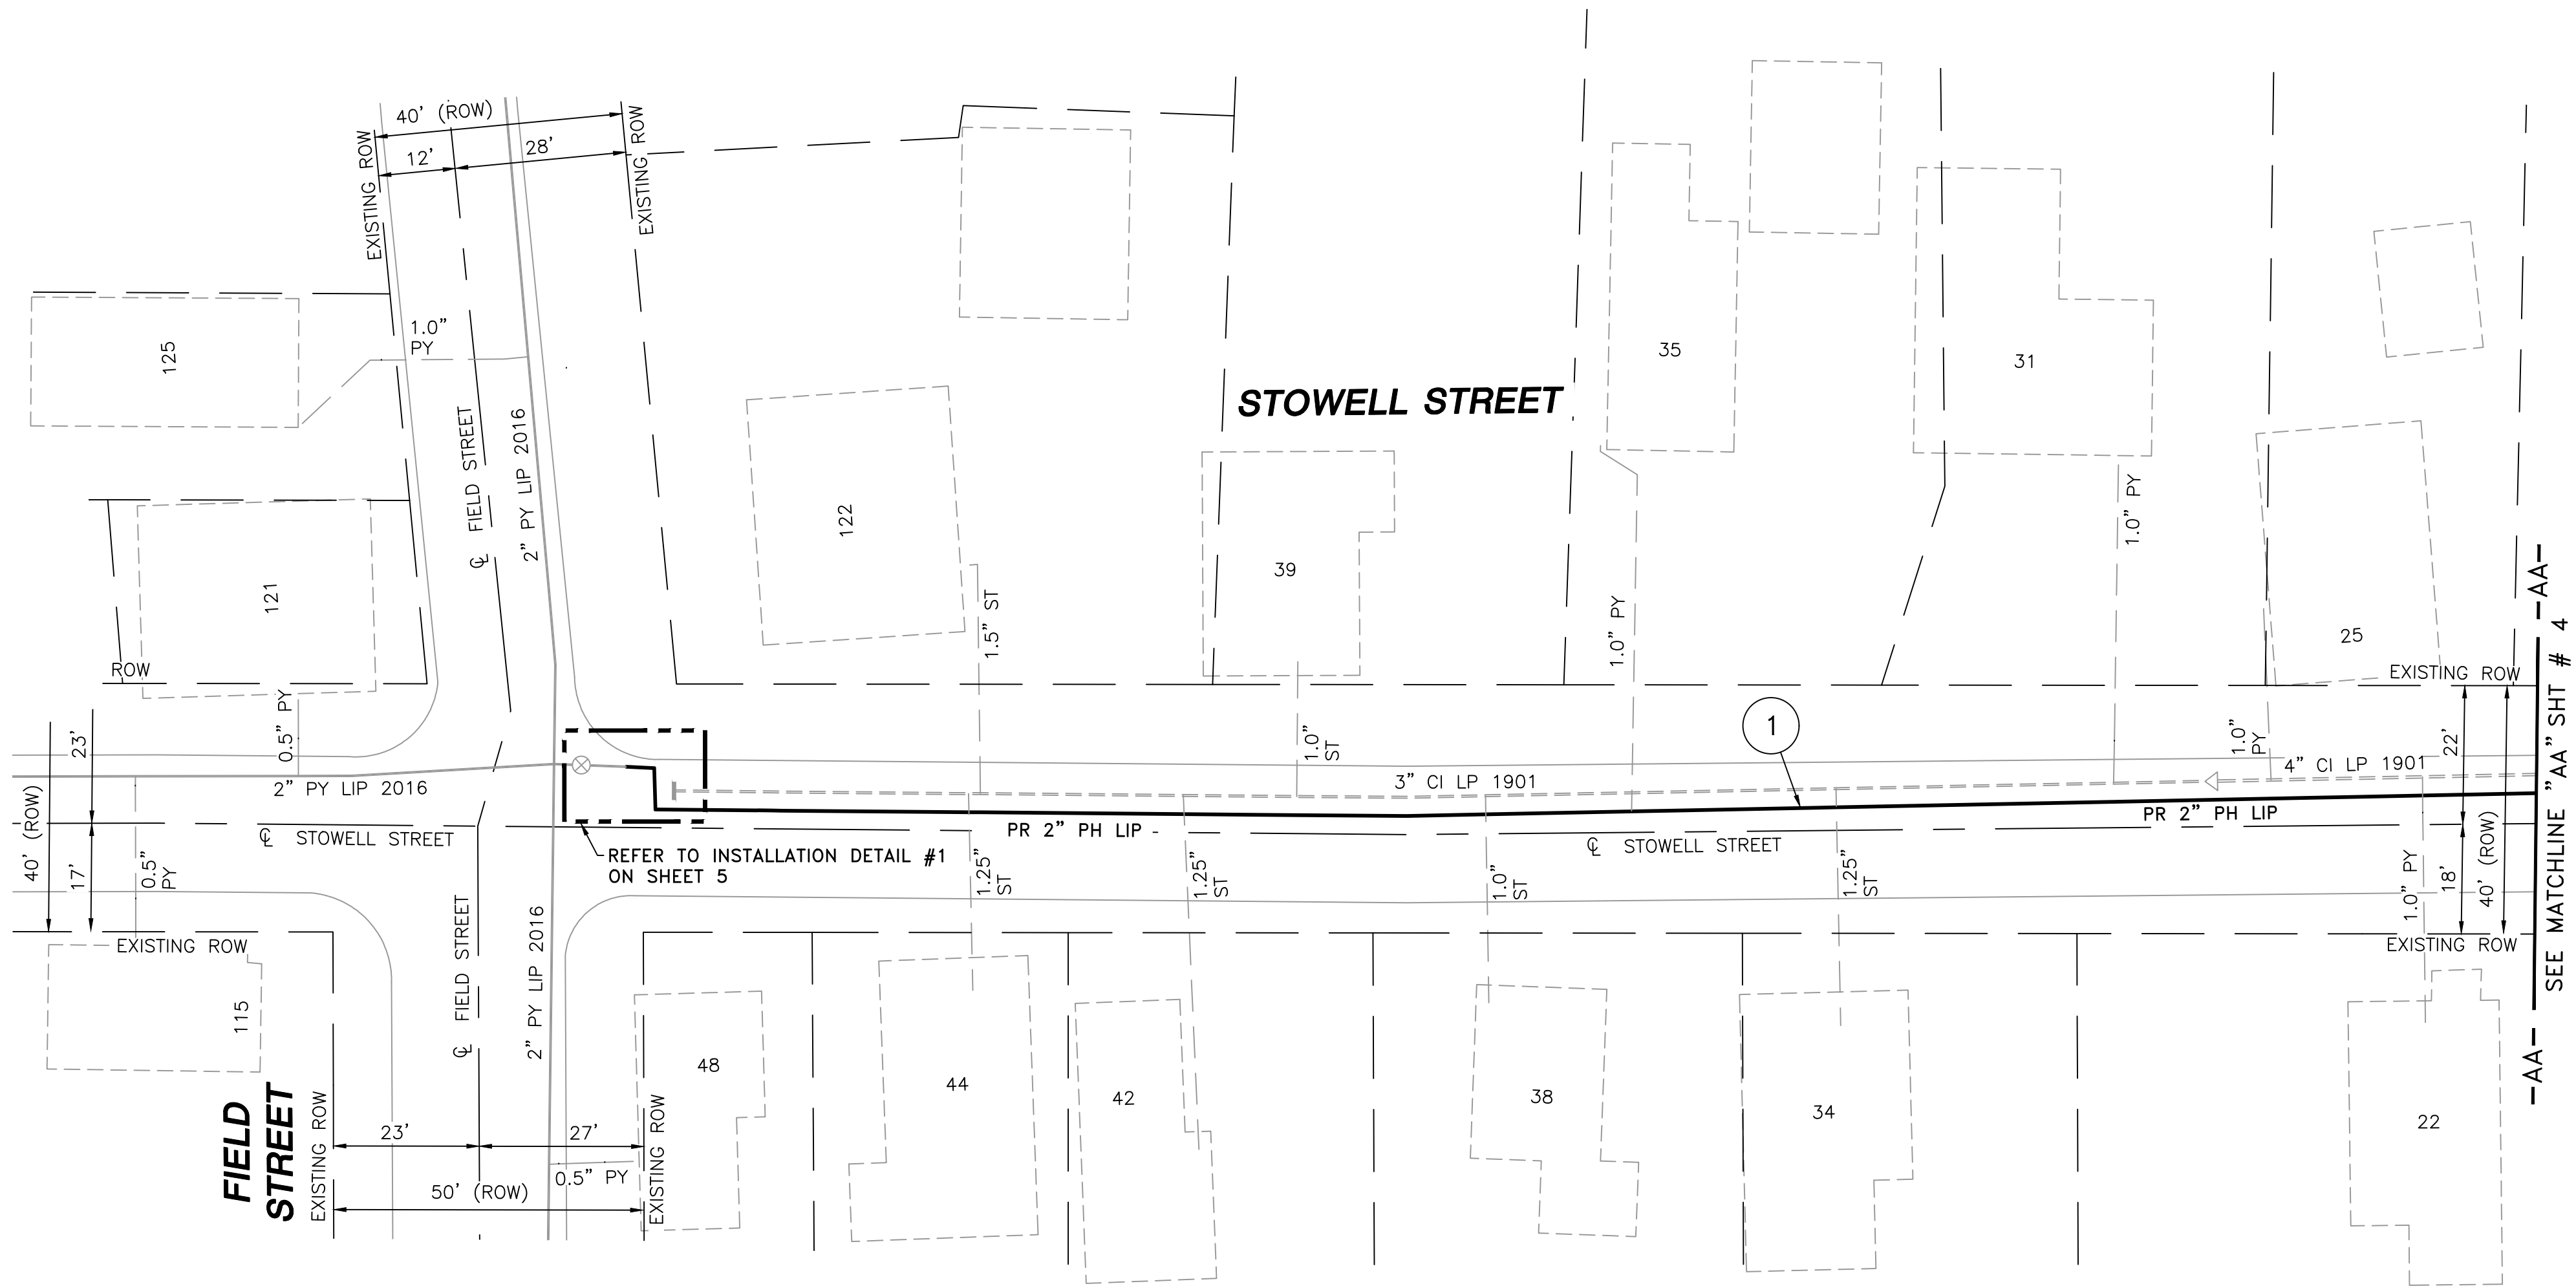 40' (ROW)
12'
28'
EXISTING ROW
EXISTING ROW
125
1.0"
PY
℄ FIELD STREET
2" PY LIP 2016
121
ROW
0.5" PY
122
1.5" ST
STOWELL STREET
39
1.0"
ST
35
1.0" PY
31
1.0" PY
25
1.0"
PY
EXISTING ROW
22'
40' (ROW)
18'
EXISTING ROW
-AA-
SEE MATCHLINE "AA" SHT # 4
-AA-
23'
40' (ROW)
17'
2" PY LIP 2016
℄ STOWELL STREET
0.5"
PY
EXISTING ROW
115
3" CI LP 1901
4" CI LP 1901
1
PR 2" PH LIP
PR 2" PH LIP
℄ STOWELL STREET
REFER TO INSTALLATION DETAIL #1
ON SHEET 5
1.25"
ST
1.25"
ST
1.0"
ST
1.25"
ST
1.0" PY
℄ FIELD STREET
2" PY LIP 2016
48
44
42
38
34
22
FIELD
STREET
EXISTING ROW
23'
27'
0.5" PY
50' (ROW)
EXISTING ROW